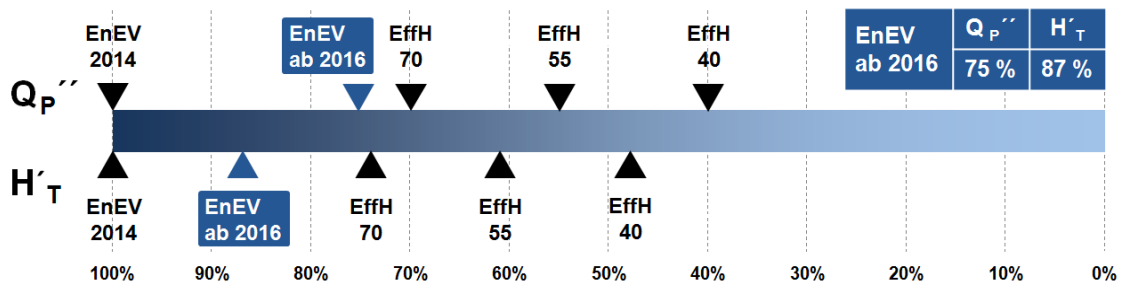 EnEV 2014
EnEV ab 2016
EffH 70
EffH 55
EffH 40
EnEV ab 2016
Q P ´´
H´ T
75 %
87 %
Q P ´´
H´ T
EnEV 2014
EnEV ab 2016
EffH 70
EffH 55
EffH 40
100% 90% 80% 70% 60% 50% 40% 30% 20% 10% 0%